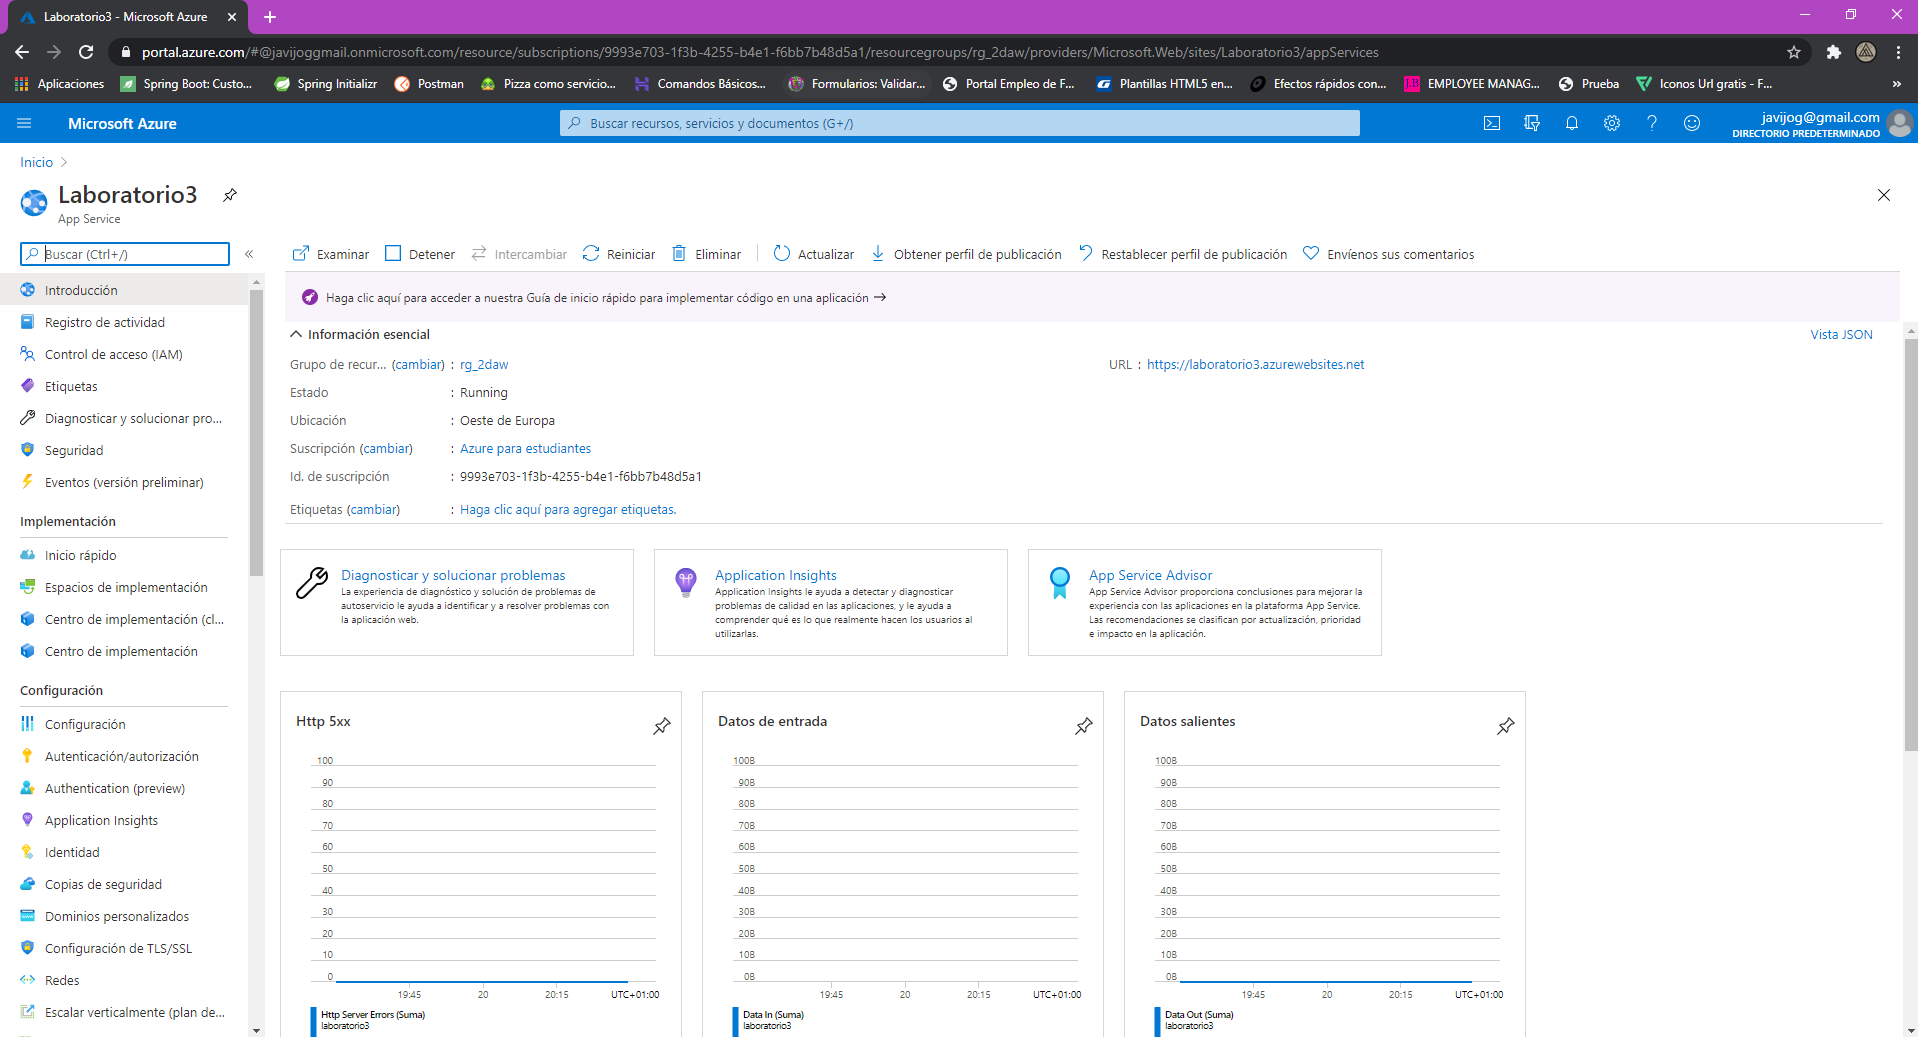 Laboratorio3 - Microsoft Azure
portal.azure.com/#@javijoggmail.onmicrosoft.com/resource/subscriptions/9993e703-1f3b-4255-b4e1-f6bb7b48d5a1/resourcegroups/rg_2daw/providers/Microsoft.Web/sites/Laboratorio3/appServices
Aplicaciones Spring Boot: Custo... Spring Initializr Postman Pizza como servicio... Comandos Básicos... Formularios: Validar... Portal Empleo de F... Plantillas HTML5 en... Efectos rápidos con... EMPLOYEE MANAG... Prueba Iconos Url gratis - F... »
Microsoft Azure
Buscar recursos, servicios y documentos (G+/)
javijog@gmail.com
DIRECTORIO PREDETERMINADO
Inicio
Laboratorio3
App Service
Buscar (Ctrl+/)
Introducción
Registro de actividad
Control de acceso (IAM)
Etiquetas
Diagnosticar y solucionar pro...
Seguridad
Eventos (versión preliminar)
Implementación
Inicio rápido
Espacios de implementación
Centro de implementación (cl...
Centro de implementación
Configuración
Configuración
Autenticación/autorización
Authentication (preview)
Application Insights
Identidad
Copias de seguridad
Dominios personalizados
Configuración de TLS/SSL
Redes
Escalar verticalmente (plan de...
Examinar Detener Intercambiar Reiniciar Eliminar Actualizar Obtener perfil de publicación Restablecer perfil de publicación Envíenos sus comentarios
Haga clic aquí para acceder a nuestra Guía de inicio rápido para implementar código en una aplicación →
Información esencial
Vista JSON
Grupo de recur... (cambiar) : rg_2daw
Estado : Running
Ubicación : Oeste de Europa
Suscripción (cambiar) : Azure para estudiantes
Id. de suscripción : 9993e703-1f3b-4255-b4e1-f6bb7b48d5a1
Etiquetas (cambiar) : Haga clic aquí para agregar etiquetas.
URL : https://laboratorio3.azurewebsites.net
Diagnosticar y solucionar problemas
La experiencia de diagnóstico y solución de problemas de
autoservicio le ayuda a identificar y a resolver problemas con
la aplicación web.
Application Insights
Application Insights le ayuda a detectar y diagnosticar
problemas de calidad en las aplicaciones, y le ayuda a
comprender qué es lo que realmente hacen los usuarios al
utilizarlas.
App Service Advisor
App Service Advisor proporciona conclusiones para mejorar la
experiencia con las aplicaciones en la plataforma App Service.
Las recomendaciones se clasifican por actualización, prioridad
e impacto en la aplicación.
Http 5xx
100
90
80
70
60
50
40
30
20
10
0
19:45 20 20:15 UTC+01:00
Http Server Errors (Suma)
laboratorio3
Datos de entrada
100B
90B
80B
70B
60B
50B
40B
30B
20B
10B
0B
19:45 20 20:15 UTC+01:00
Data In (Suma)
laboratorio3
Datos salientes
100B
90B
80B
70B
60B
50B
40B
30B
20B
10B
0B
19:45 20 20:15 UTC+01:00
Data Out (Suma)
laboratorio3